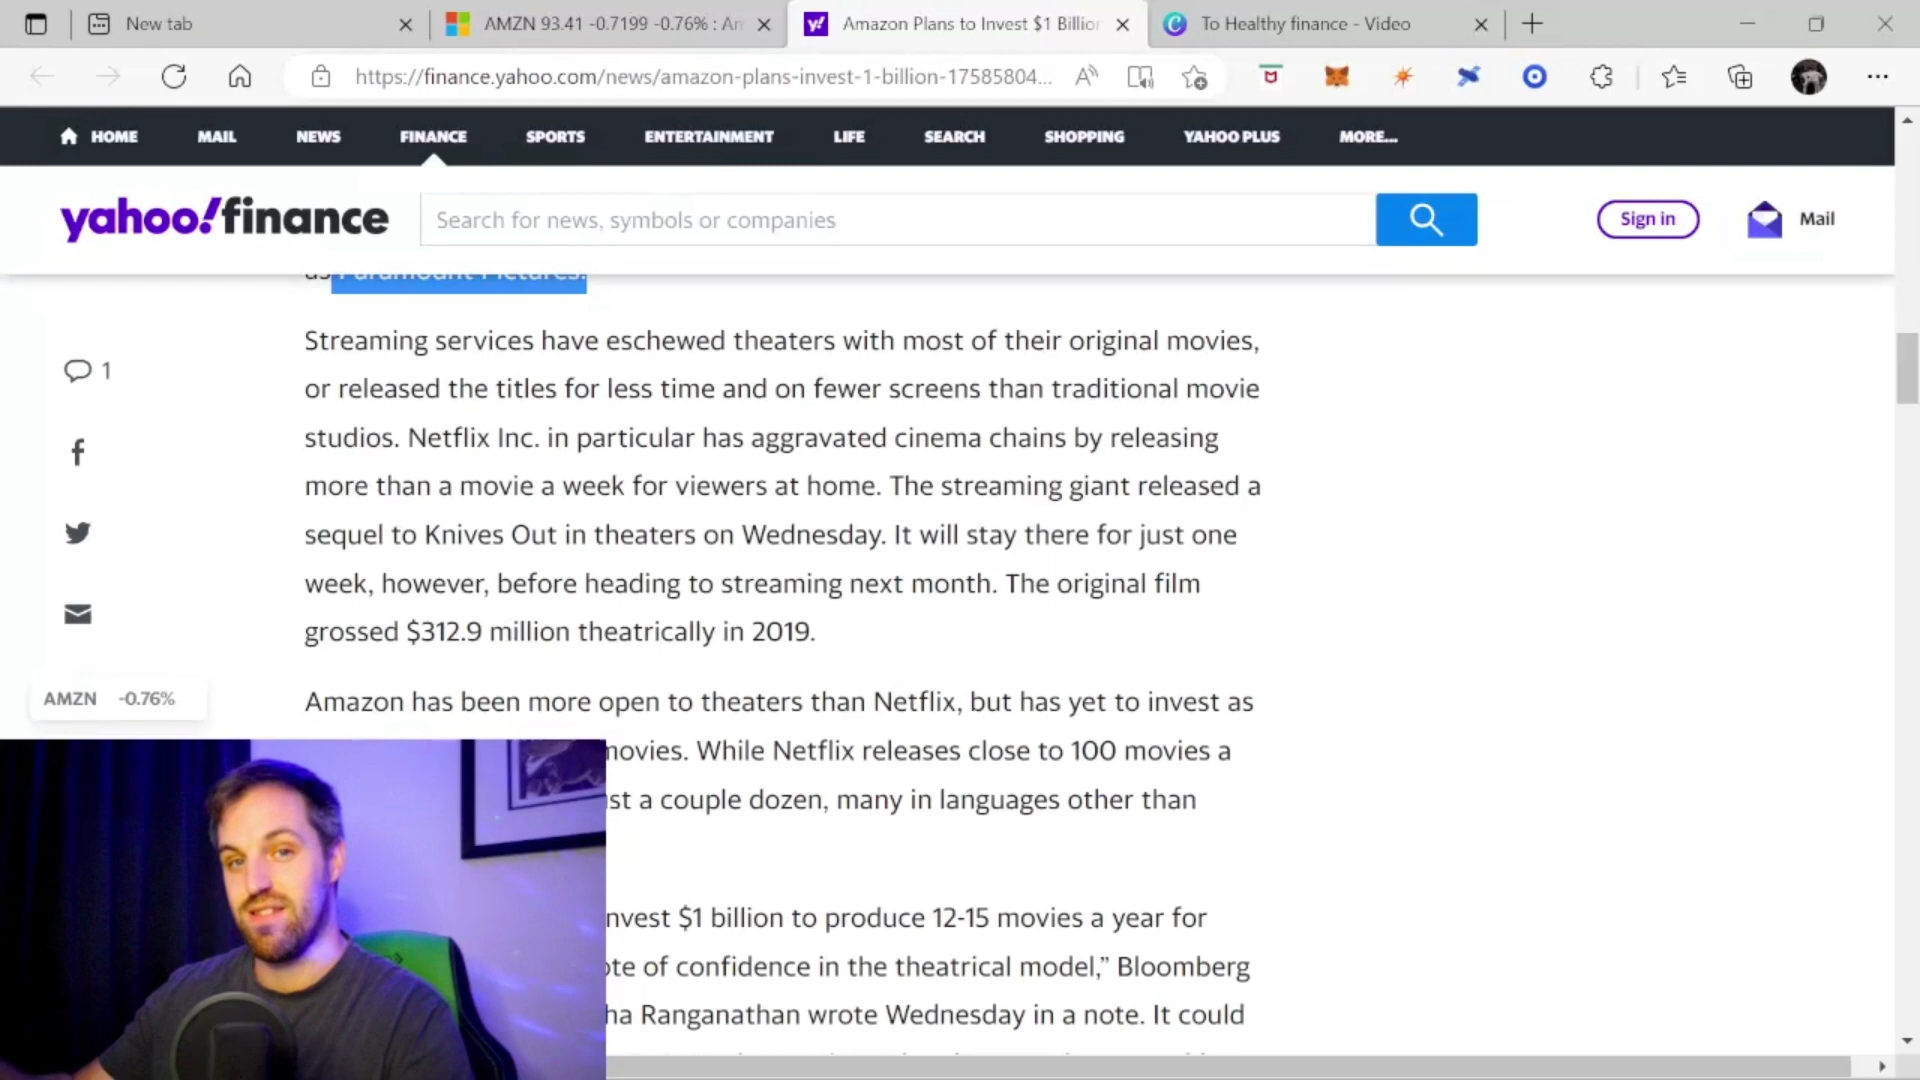 New tab
AMZN 93.41 -0.7199 -0.76% : An
Amazon Plans to Invest $1 Billion
To Healthy finance - Video
https://finance.yahoo.com/news/amazon-plans-invest-1-billion-17585804...
HOME MAIL NEWS FINANCE SPORTS ENTERTAINMENT LIFE SEARCH SHOPPING YAHOO PLUS MORE...
yahoo!finance
Search for news, symbols or companies
Sign in
Mail
as Paramount Pictures.
Streaming services have eschewed theaters with most of their original movies,
or released the titles for less time and on fewer screens than traditional movie
studios. Netflix Inc. in particular has aggravated cinema chains by releasing
more than a movie a week for viewers at home. The streaming giant released a
sequel to Knives Out in theaters on Wednesday. It will stay there for just one
week, however, before heading to streaming next month. The original film
grossed $312.9 million theatrically in 2019.
1
AMZN -0.76%
Amazon has been more open to theaters than Netflix, but has yet to invest as
movies. While Netflix releases close to 100 movies a
st a couple dozen, many in languages other than
nvest $1 billion to produce 12-15 movies a year for
ote of confidence in the theatrical model,” Bloomberg
ha Ranganathan wrote Wednesday in a note. It could